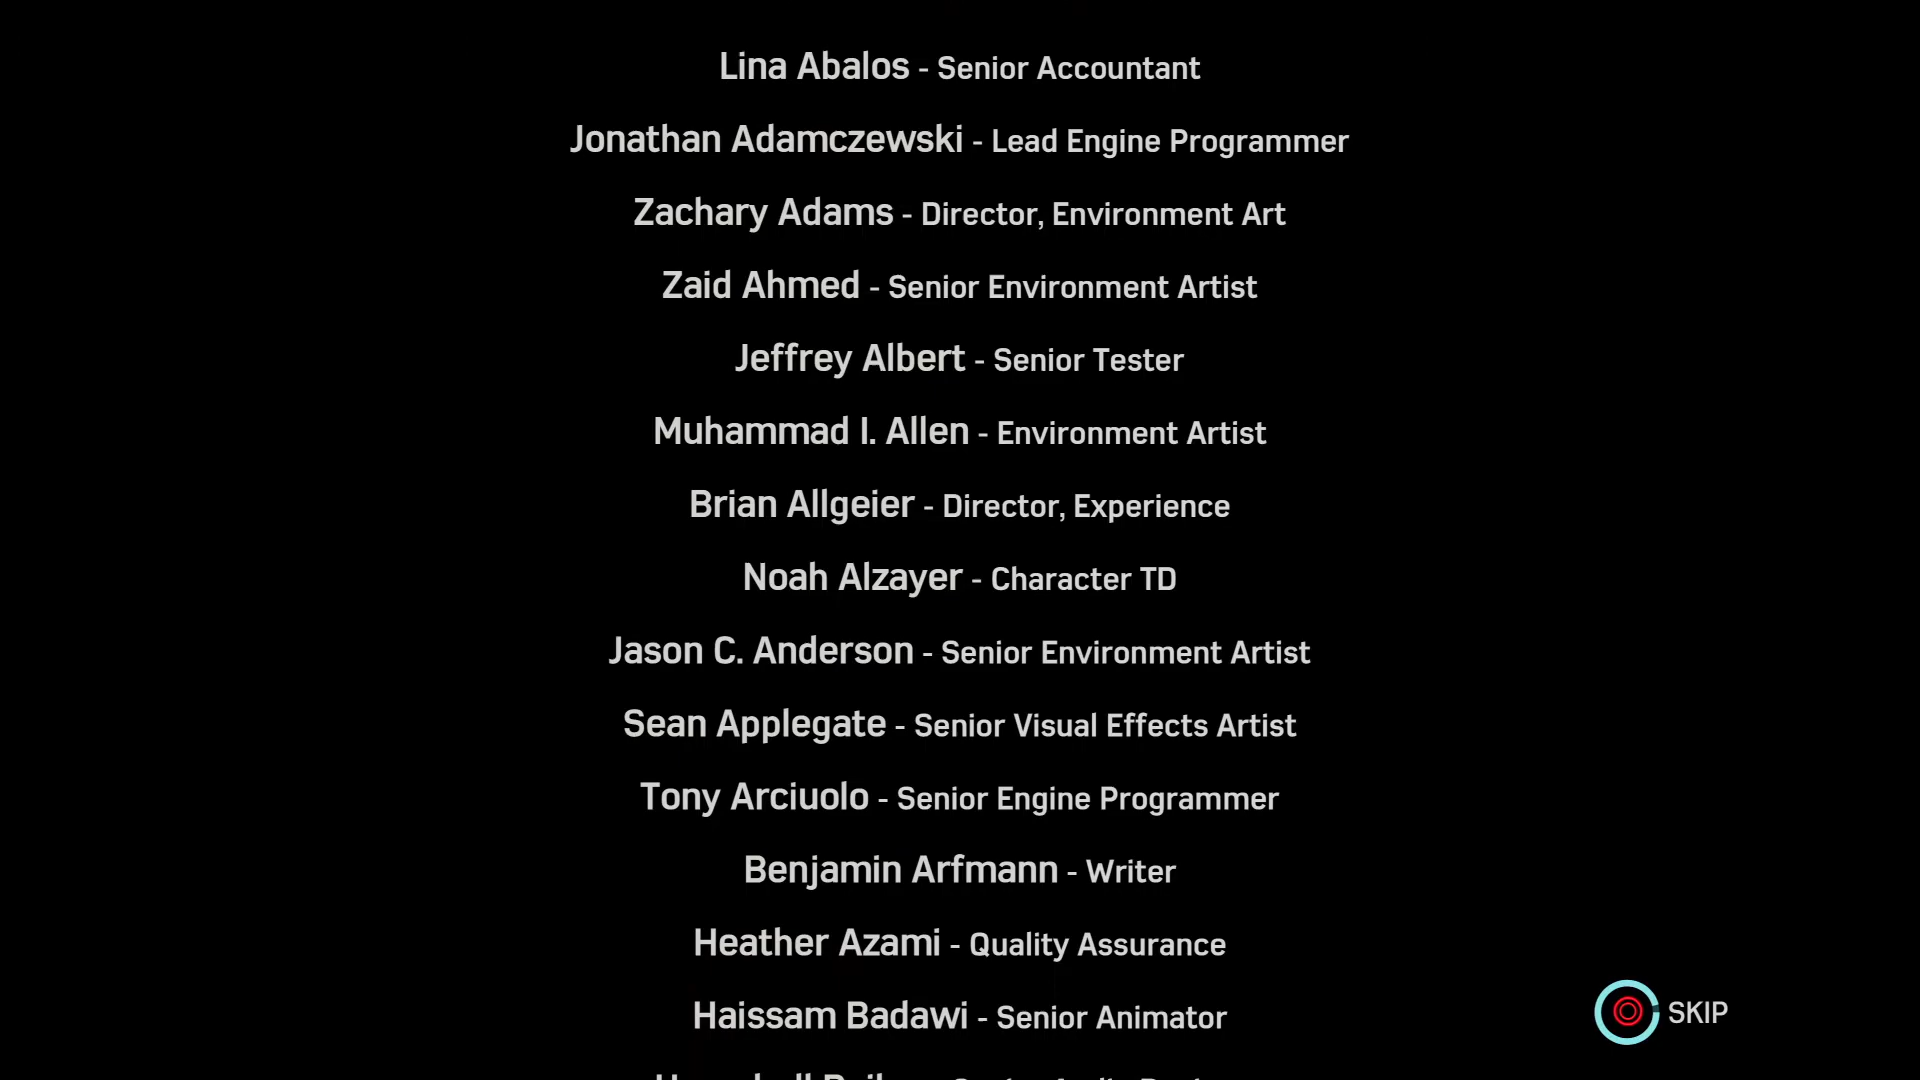 Lina Abalos - Senior Accountant
Jonathan Adamczewski - Lead Engine Programmer
Zachary Adams - Director, Environment Art
Zaid Ahmed - Senior Environment Artist
Jeffrey Albert - Senior Tester
Muhammad I. Allen - Environment Artist
Brian Allgeier - Director, Experience
Noah Alzayer - Character TD
Jason C. Anderson - Senior Environment Artist
Sean Applegate - Senior Visual Effects Artist
Tony Arciuolo - Senior Engine Programmer
Benjamin Arfmann - Writer
Heather Azami - Quality Assurance
Haissam Badawi - Senior Animator
SKIP